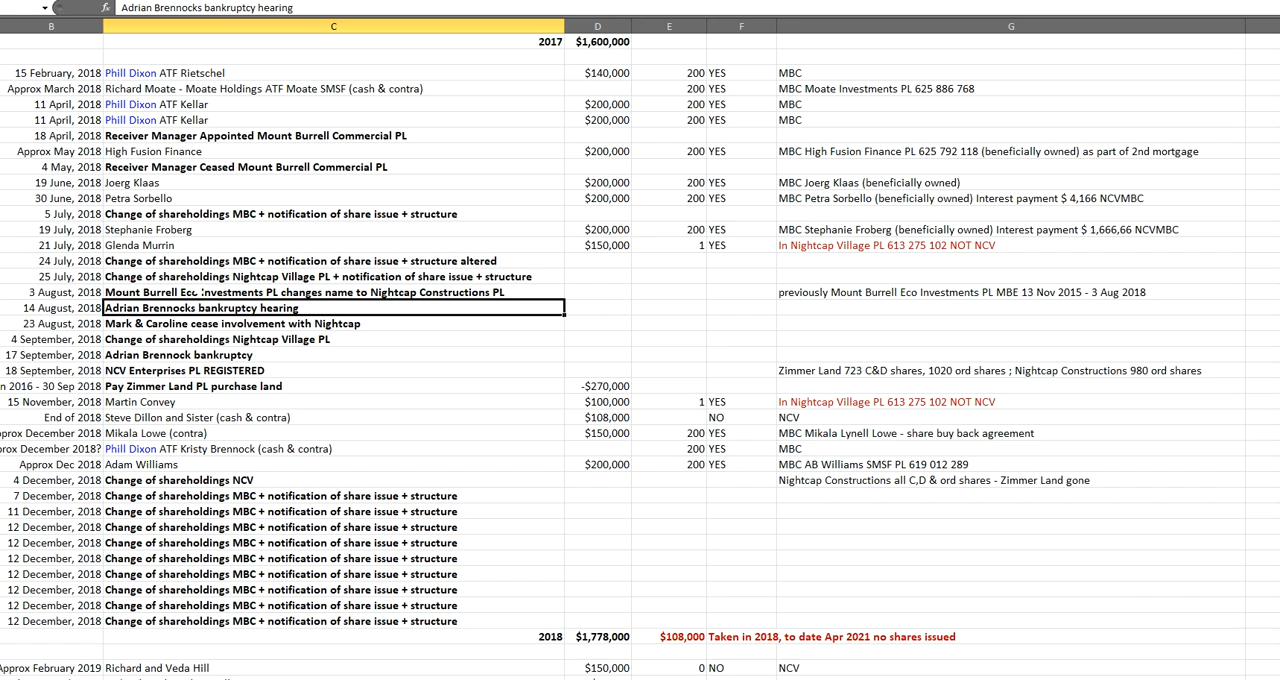 fx Adrian Brennocks bankruptcy hearing
B C D E F G
2017 $1,600,000
15 February, 2018 Phill Dixon ATF Rietschel $140,000 200 YES MBC
Approx March 2018 Richard Moate - Moate Holdings ATF Moate SMSF (cash & contra) 200 YES MBC Moate Investments PL 625 886 768
11 April, 2018 Phill Dixon ATF Kellar $200,000 200 YES MBC
11 April, 2018 Phill Dixon ATF Kellar $200,000 200 YES MBC
18 April, 2018 Receiver Manager Appointed Mount Burrell Commercial PL
Approx May 2018 High Fusion Finance $200,000 200 YES MBC High Fusion Finance PL 625 792 118 (beneficially owned) as part of 2nd mortgage
4 May, 2018 Receiver Manager Ceased Mount Burrell Commercial PL
19 June, 2018 Joerg Klaas $200,000 200 YES MBC Joerg Klaas (beneficially owned)
30 June, 2018 Petra Sorbello $200,000 200 YES MBC Petra Sorbello (beneficially owned) Interest payment $ 4,166 NCVMBC
5 July, 2018 Change of shareholdings MBC + notification of share issue + structure
19 July, 2018 Stephanie Froberg $200,000 200 YES MBC Stephanie Froberg (beneficially owned) Interest payment $ 1,666,66 NCVMBC
21 July, 2018 Glenda Murrin $150,000 1 YES In Nightcap Village PL 613 275 102 NOT NCV
24 July, 2018 Change of shareholdings MBC + notification of share issue + structure altered
25 July, 2018 Change of shareholdings Nightcap Village PL + notification of share issue + structure
3 August, 2018 Mount Burrell Eco Investments PL changes name to Nightcap Constructions PL previously Mount Burrell Eco Investments PL MBE 13 Nov 2015 - 3 Aug 2018
14 August, 2018 Adrian Brennocks bankruptcy hearing
23 August, 2018 Mark & Caroline cease involvement with Nightcap
4 September, 2018 Change of shareholdings Nightcap Village PL
17 September, 2018 Adrian Brennock bankruptcy
18 September, 2018 NCV Enterprises PL REGISTERED Zimmer Land 723 C&D shares, 1020 ord shares ; Nightcap Constructions 980 ord shares
n 2016 - 30 Sep 2018 Pay Zimmer Land PL purchase land -$270,000
15 November, 2018 Martin Convey $100,000 1 YES In Nightcap Village PL 613 275 102 NOT NCV
End of 2018 Steve Dillon and Sister (cash & contra) $108,000 NO NCV
prox December 2018 Mikala Lowe (contra) $150,000 200 YES MBC Mikala Lynell Lowe - share buy back agreement
rox December 2018? Phill Dixon ATF Kristy Brennock (cash & contra) 200 YES MBC
Approx Dec 2018 Adam Williams $200,000 200 YES MBC AB Williams SMSF PL 619 012 289
4 December, 2018 Change of shareholdings NCV Nightcap Constructions all C,D & ord shares - Zimmer Land gone
7 December, 2018 Change of shareholdings MBC + notification of share issue + structure
11 December, 2018 Change of shareholdings MBC + notification of share issue + structure
12 December, 2018 Change of shareholdings MBC + notification of share issue + structure
12 December, 2018 Change of shareholdings MBC + notification of share issue + structure
12 December, 2018 Change of shareholdings MBC + notification of share issue + structure
12 December, 2018 Change of shareholdings MBC + notification of share issue + structure
12 December, 2018 Change of shareholdings MBC + notification of share issue + structure
12 December, 2018 Change of shareholdings MBC + notification of share issue + structure
12 December, 2018 Change of shareholdings MBC + notification of share issue + structure
2018 $1,778,000 $108,000 Taken in 2018, to date Apr 2021 no shares issued
Approx February 2019 Richard and Veda Hill $150,000 0 NO NCV